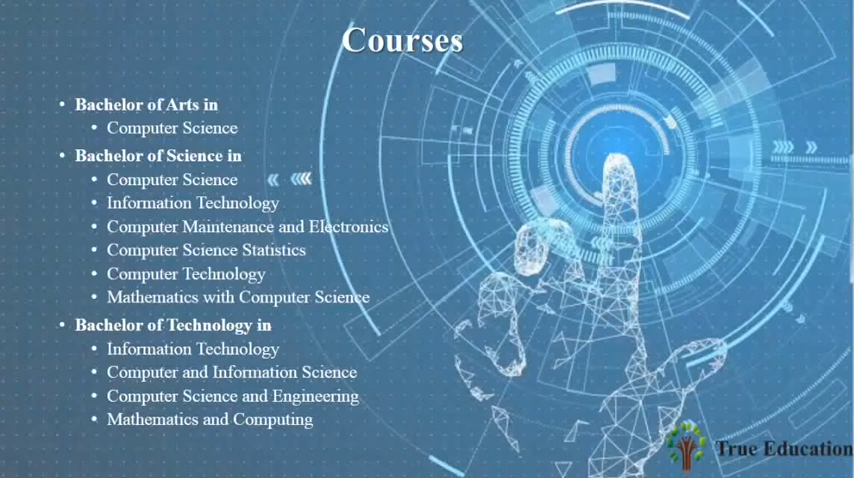 Courses
Bachelor of Arts in
Computer Science
Bachelor of Science in
Computer Science
Information Technology
Computer Maintenance and Electronics
Computer Science Statistics
Computer Technology
Mathematics with Computer Science
Bachelor of Technology in
Information Technology
Computer and Information Science
Computer Science and Engineering
Mathematics and Computing
True Education